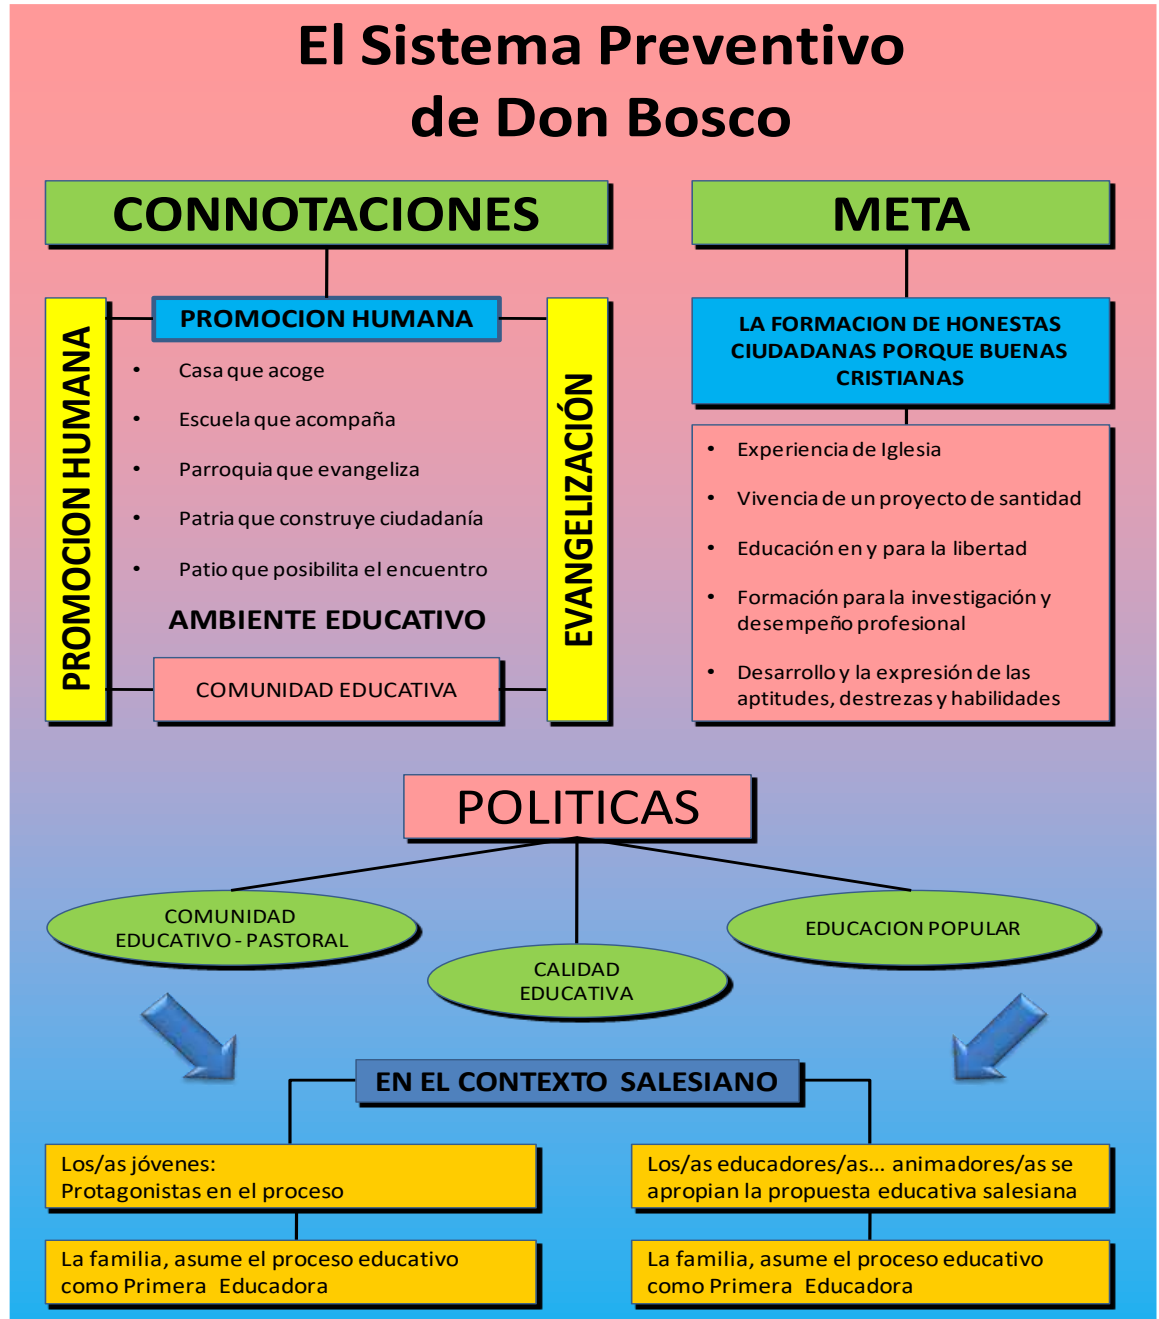 El Sistema Preventivo
de Don Bosco
CONNOTACIONES
PROMOCION HUMANA
PROMOCION HUMANA
• Casa que acoge
• Escuela que acompaña
• Parroquia que evangeliza
• Patria que construye ciudadanía
• Patio que posibilita el encuentro
AMBIENTE EDUCATIVO
COMUNIDAD EDUCATIVA
EVANGELIZACIÓN
META
LA FORMACION DE HONESTAS
CIUDADANAS PORQUE BUENAS
CRISTIANAS
• Experiencia de Iglesia
• Vivencia de un proyecto de santidad
• Educación en y para la libertad
• Formación para la investigación y
desempeño profesional
• Desarrollo y la expresión de las
aptitudes, destrezas y habilidades
POLITICAS
COMUNIDAD
EDUCATIVO - PASTORAL
CALIDAD
EDUCATIVA
EDUCACION POPULAR
EN EL CONTEXTO SALESIANO
Los/as jóvenes:
Protagonistas en el proceso
La familia, asume el proceso educativo
como Primera Educadora
Los/as educadores/as... animadores/as se
apropian la propuesta educativa salesiana
La familia, asume el proceso educativo
como Primera Educadora